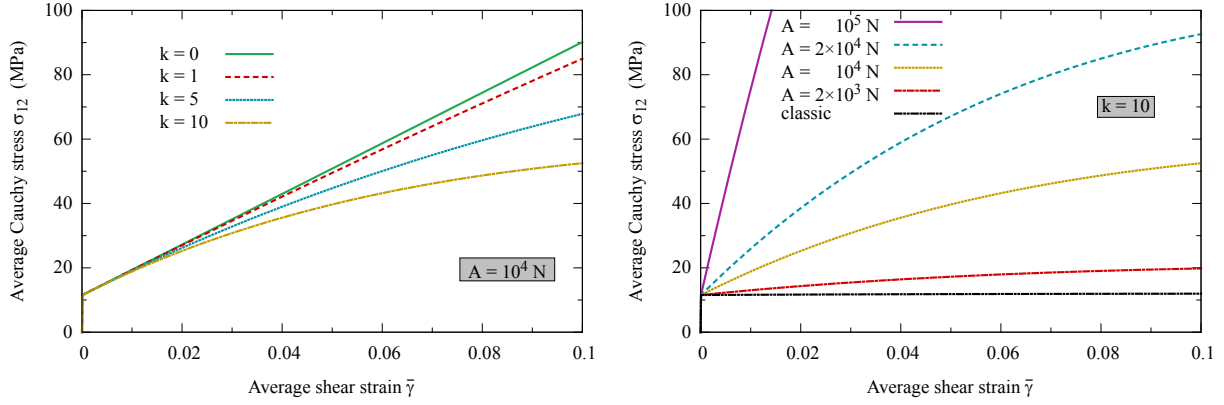 Average Cauchy stress σ12 (MPa)
100
80
60
40
20
0
k = 0
k = 1
k = 5
k = 10
A = 10^4 N
0
0.02
0.04
0.06
0.08
0.1
Average shear strain γ̄
Average Cauchy stress σ12 (MPa)
100
80
60
40
20
0
A = 10^5 N
A = 2×10^4 N
A = 10^4 N
A = 2×10^3 N
classic
k = 10
0
0.02
0.04
0.06
0.08
0.1
Average shear strain γ̄